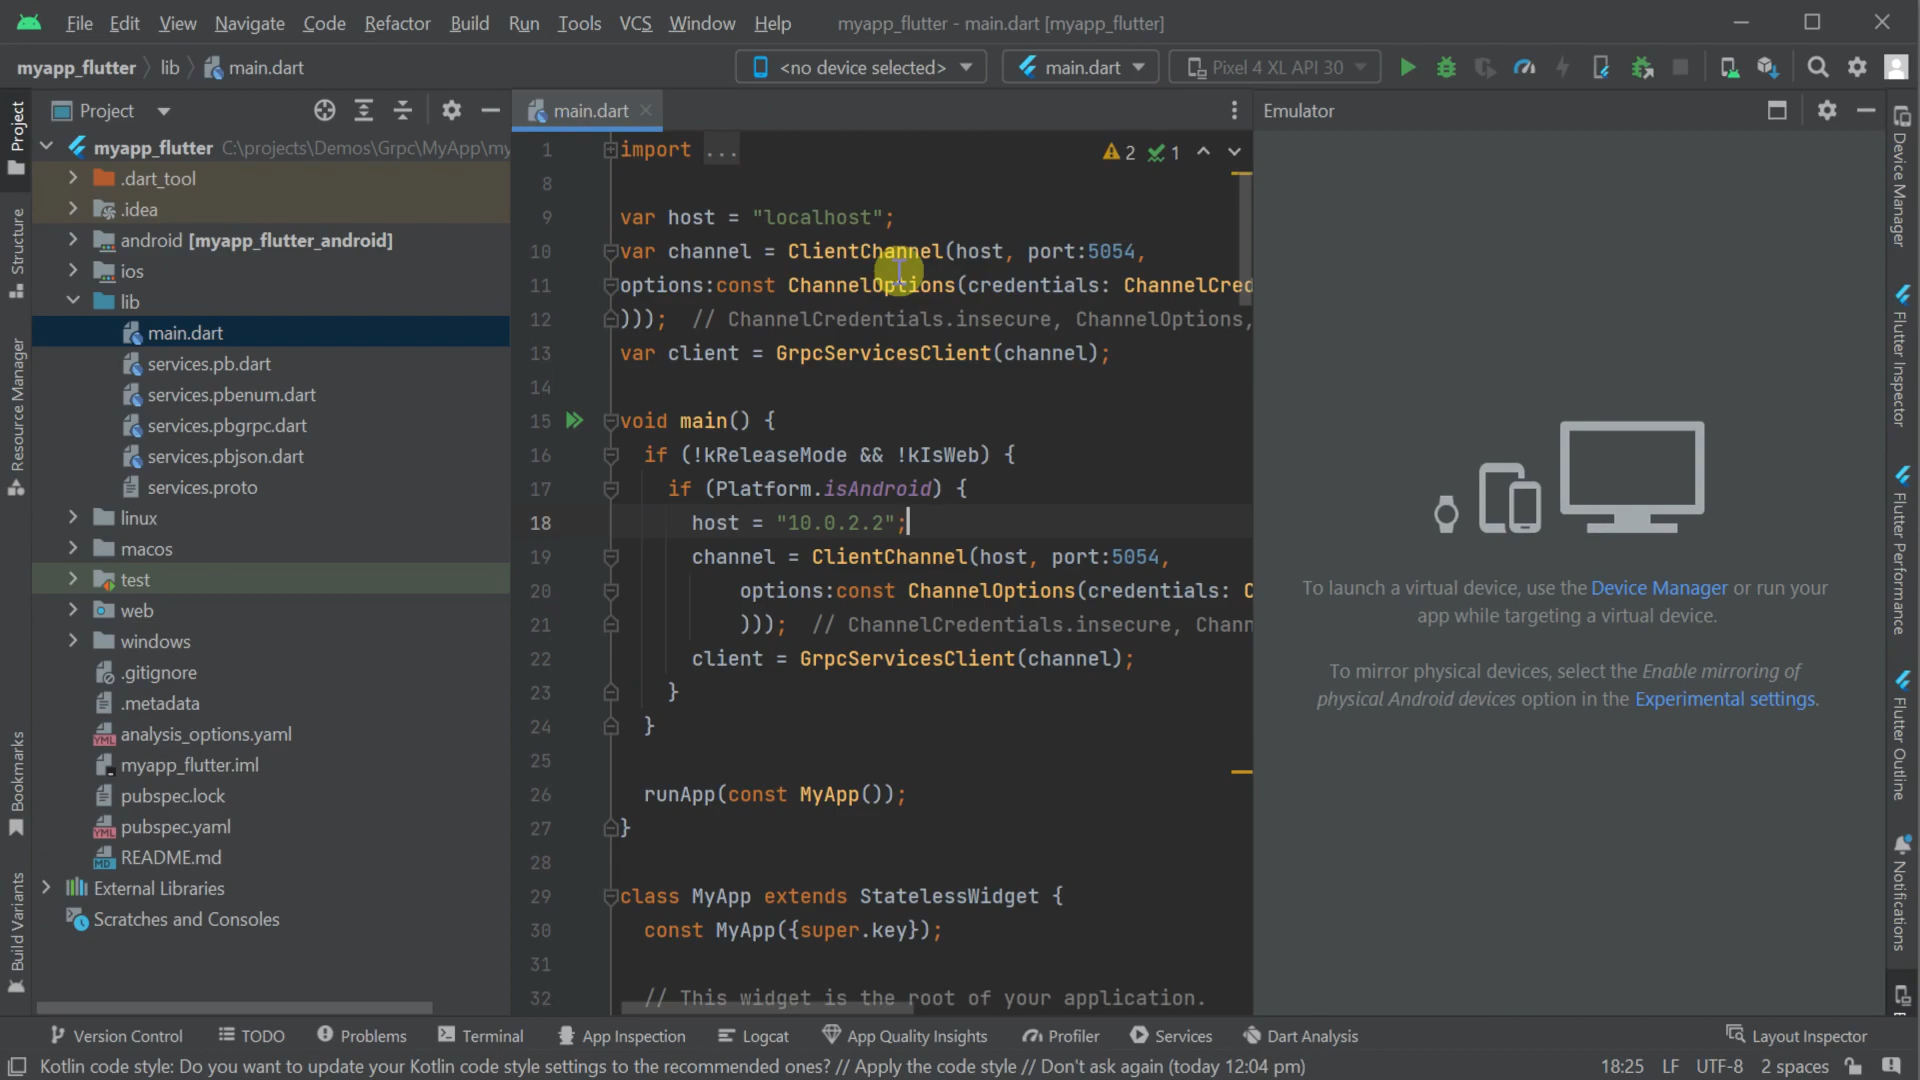 File Edit View Navigate Code Refactor Build Run Tools VCS Window Help myapp_flutter - main.dart [myapp_flutter]
myapp_flutter lib main.dart <no device selected> main.dart Pixel 4 XL API 30
Project
main.dart
Emulator
myapp_flutter C:\projects\Demos\Grpc\MyApp\my
.dart_tool
.idea
android [myapp_flutter_android]
ios
lib
main.dart
services.pb.dart
services.pbenum.dart
services.pbgrpc.dart
services.pbjson.dart
services.proto
linux
macos
test
web
windows
.gitignore
.metadata
analysis_options.yaml
myapp_flutter.iml
pubspec.lock
pubspec.yaml
README.md
External Libraries
Scratches and Consoles
1 import ...
2 1
8
9 var host = "localhost";
10 var channel = ClientChannel(host, port:5054,
11 options:const ChannelOptions(credentials: ChannelCred
12 ))); // ChannelCredentials.insecure, ChannelOptions,
13 var client = GrpcServicesClient(channel);
14
15 void main() {
16 if (!kReleaseMode && !kIsWeb) {
17 if (Platform.isAndroid) {
18 host = "10.0.2.2";
19 channel = ClientChannel(host, port:5054,
20 options:const ChannelOptions(credentials: C
21 ))); // ChannelCredentials.insecure, Chann
22 client = GrpcServicesClient(channel);
23 }
24 }
25
26 runApp(const MyApp());
27 }
28
29 class MyApp extends StatelessWidget {
30 const MyApp({super.key});
31
32 // This widget is the root of your application.
To launch a virtual device, use the Device Manager or run your
app while targeting a virtual device.
To mirror physical devices, select the Enable mirroring of
physical Android devices option in the Experimental settings.
Project
Structure
Resource Manager
Bookmarks
Build Variants
Device Manager
Flutter Inspector
Flutter Performance
Flutter Outline
Notifications
Version Control TODO Problems Terminal App Inspection Logcat App Quality Insights Profiler Services Dart Analysis Layout Inspector
Kotlin code style: Do you want to update your Kotlin code style settings to the recommended ones? // Apply the code style // Don't ask again (today 12:04 pm) 18:25 LF UTF-8 2 spaces